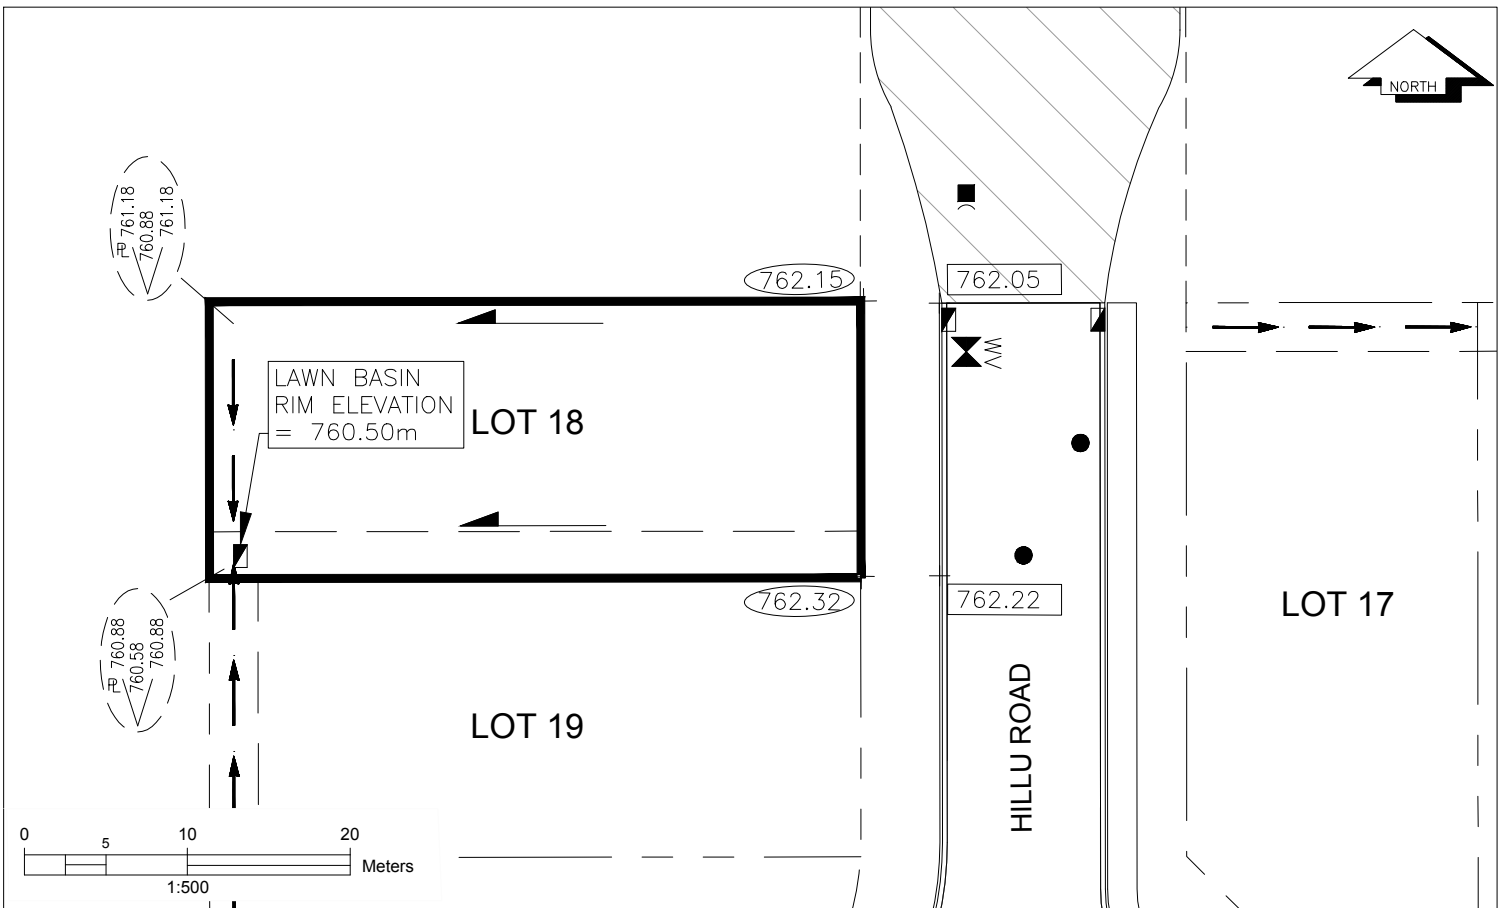 NORTH
℄ 761.18
760.88
761.18
762.15
762.05
WV
LAWN BASIN
RIM ELEVATION
= 760.50m
LOT 18
762.32
762.22
LOT 17
℄ 760.88
760.58
760.88
LOT 19
HILLU ROAD
0 5 10 20
Meters
1:500